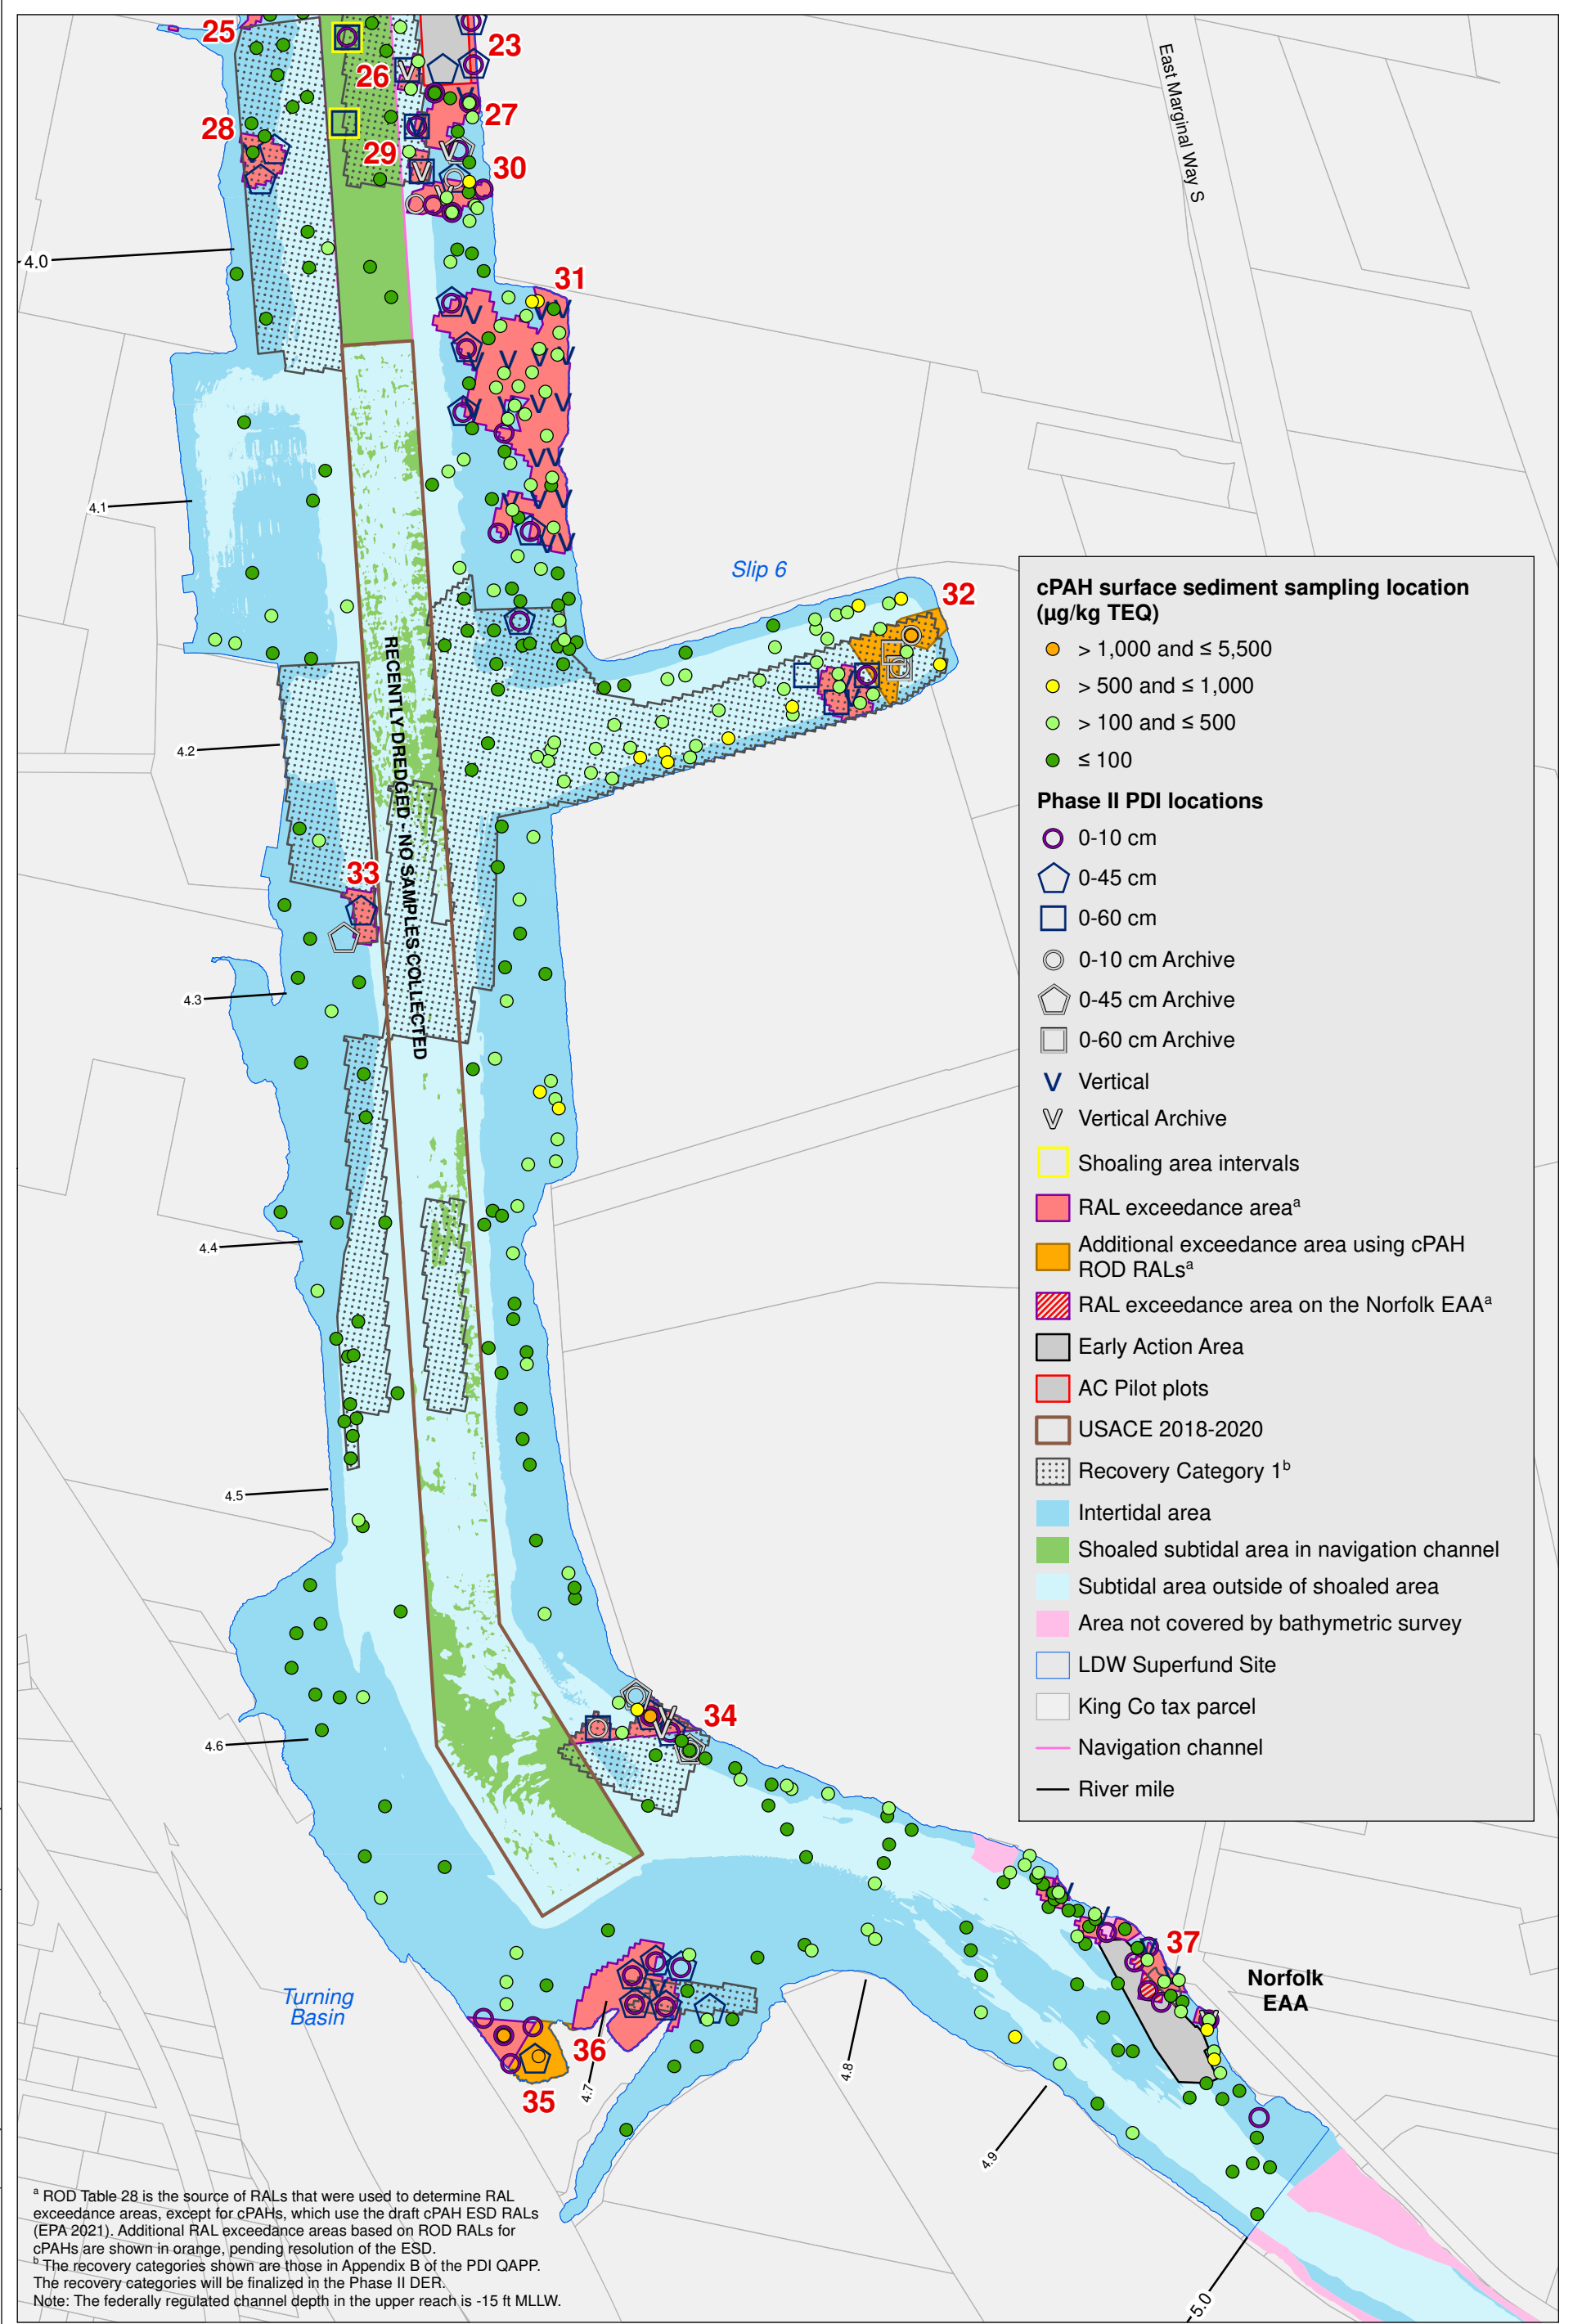 25
23
26
27
28
29
30
East Marginal Way S
4.0
31
4.1
Slip 6
32
RECENTLY DREDGED - NO SAMPLES COLLECTED
4.2
33
4.3
4.4
4.5
34
4.6
37
Norfolk
EAA
Turning
Basin
36
35
4.7
4.8
4.9
5.0
cPAH surface sediment sampling location
(µg/kg TEQ)
> 1,000 and ≤ 5,500
> 500 and ≤ 1,000
> 100 and ≤ 500
≤ 100
Phase II PDI locations
0-10 cm
0-45 cm
0-60 cm
0-10 cm Archive
0-45 cm Archive
0-60 cm Archive
V Vertical
V Vertical Archive
Shoaling area intervals
RAL exceedance areaᵃ
Additional exceedance area using cPAH
ROD RALsᵃ
RAL exceedance area on the Norfolk EAAᵃ
Early Action Area
AC Pilot plots
USACE 2018-2020
Recovery Category 1ᵇ
Intertidal area
Shoaled subtidal area in navigation channel
Subtidal area outside of shoaled area
Area not covered by bathymetric survey
LDW Superfund Site
King Co tax parcel
Navigation channel
River mile
ᵃ ROD Table 28 is the source of RALs that were used to determine RAL
exceedance areas, except for cPAHs, which use the draft cPAH ESD RALs
(EPA 2021). Additional RAL exceedance areas based on ROD RALs for
cPAHs are shown in orange, pending resolution of the ESD.
ᵇ The recovery categories shown are those in Appendix B of the PDI QAPP.
The recovery categories will be finalized in the Phase II DER.
Note: The federally regulated channel depth in the upper reach is -15 ft MLLW.